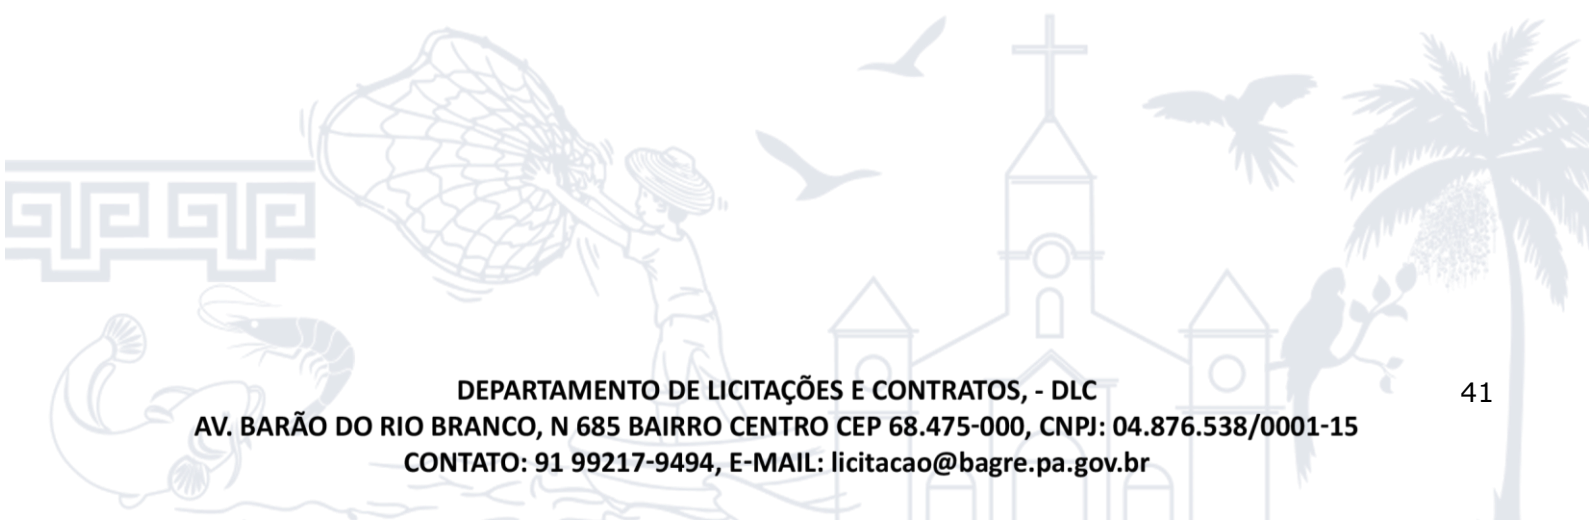 DEPARTAMENTO DE LICITAÇÕES E CONTRATOS, - DLC
41
AV. BARÃO DO RIO BRANCO, N 685 BAIRRO CENTRO CEP 68.475-000, CNPJ: 04.876.538/0001-15
CONTATO: 91 99217-9494, E-MAIL: licitacao@bagre.pa.gov.br